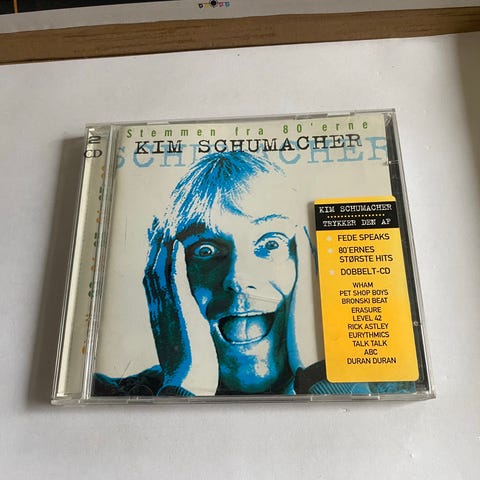 Stemmen fra 80'erne
KIM SCHUMACHER
SCHUMACHER
2
CD
KIM SCHUMACHER
TRYKKER DEN AF
FEDE SPEAKS
80'ERNES
STØRSTE HITS
DOBBELT-CD
WHAM
PET SHOP BOYS
BRONSKI BEAT
ERASURE
LEVEL 42
RICK ASTLEY
EURYTHMICS
TALK TALK
ABC
DURAN DURAN